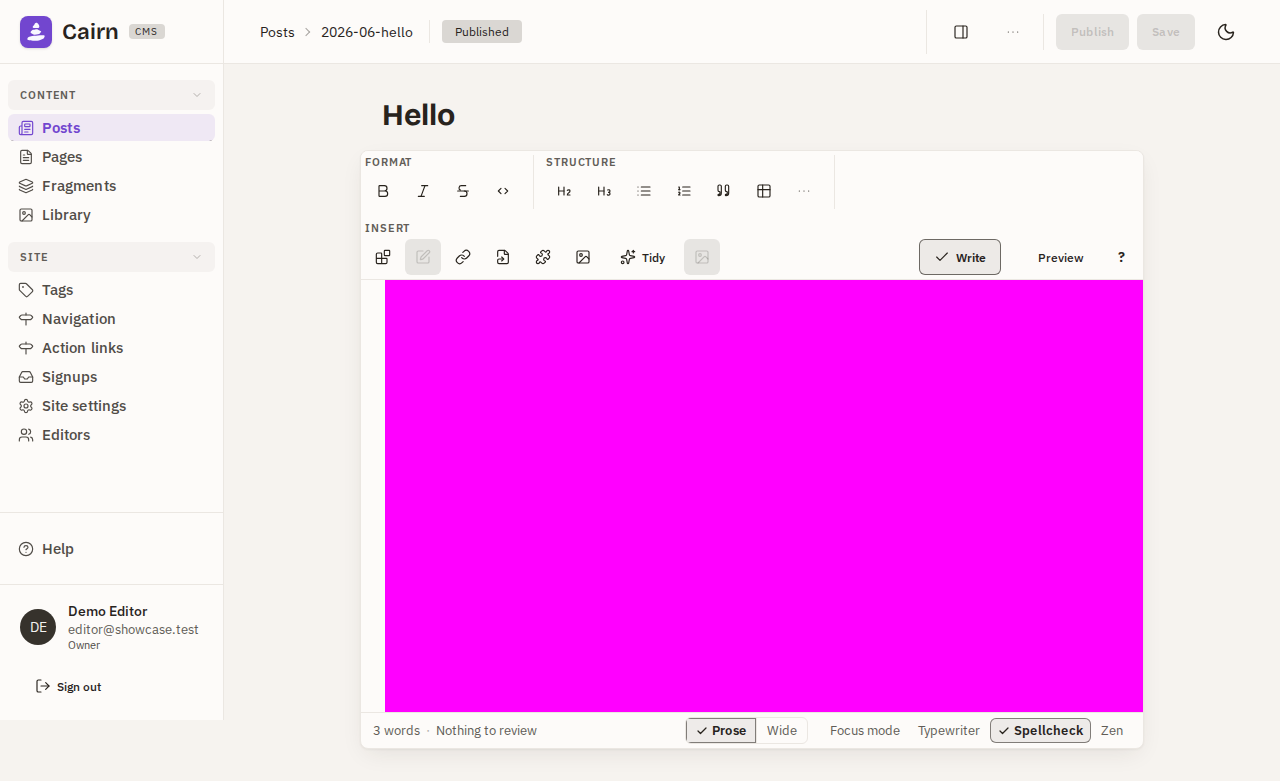 Cairn CMS
Posts 2026-06-hello Published
··· Publish Save
CONTENT
Posts
Pages
Fragments
Library
SITE
Tags
Navigation
Action links
Signups
Site settings
Editors
Help
DE
Demo Editor
editor@showcase.test
Owner
Sign out
Hello
FORMAT STRUCTURE
B I S <> H2 H3 ···
INSERT
Tidy Write Preview ?
3 words · Nothing to review Prose Wide Focus mode Typewriter Spellcheck Zen